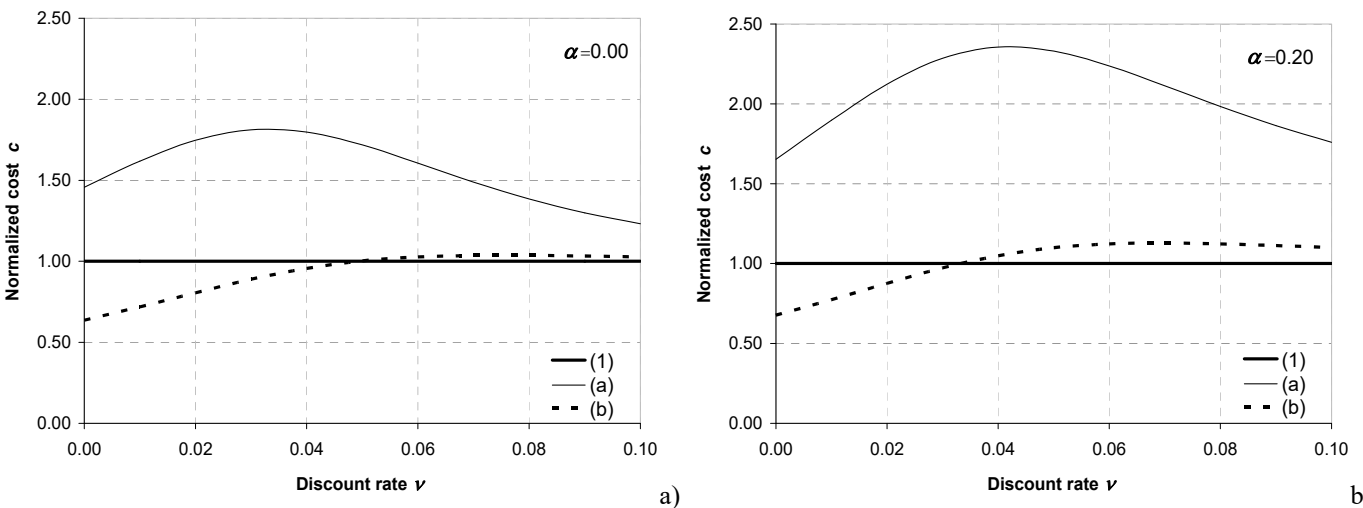 2.50
2.00
1.50
1.00
0.50
0.00
Normalized cost c
α=0.00
(1)
(a)
(b)
0.00 0.02 0.04 0.06 0.08 0.10
Discount rate ν
a)
2.50
2.00
1.50
1.00
0.50
0.00
Normalized cost c
α=0.20
(1)
(a)
(b)
0.00 0.02 0.04 0.06 0.08 0.10
Discount rate ν
b